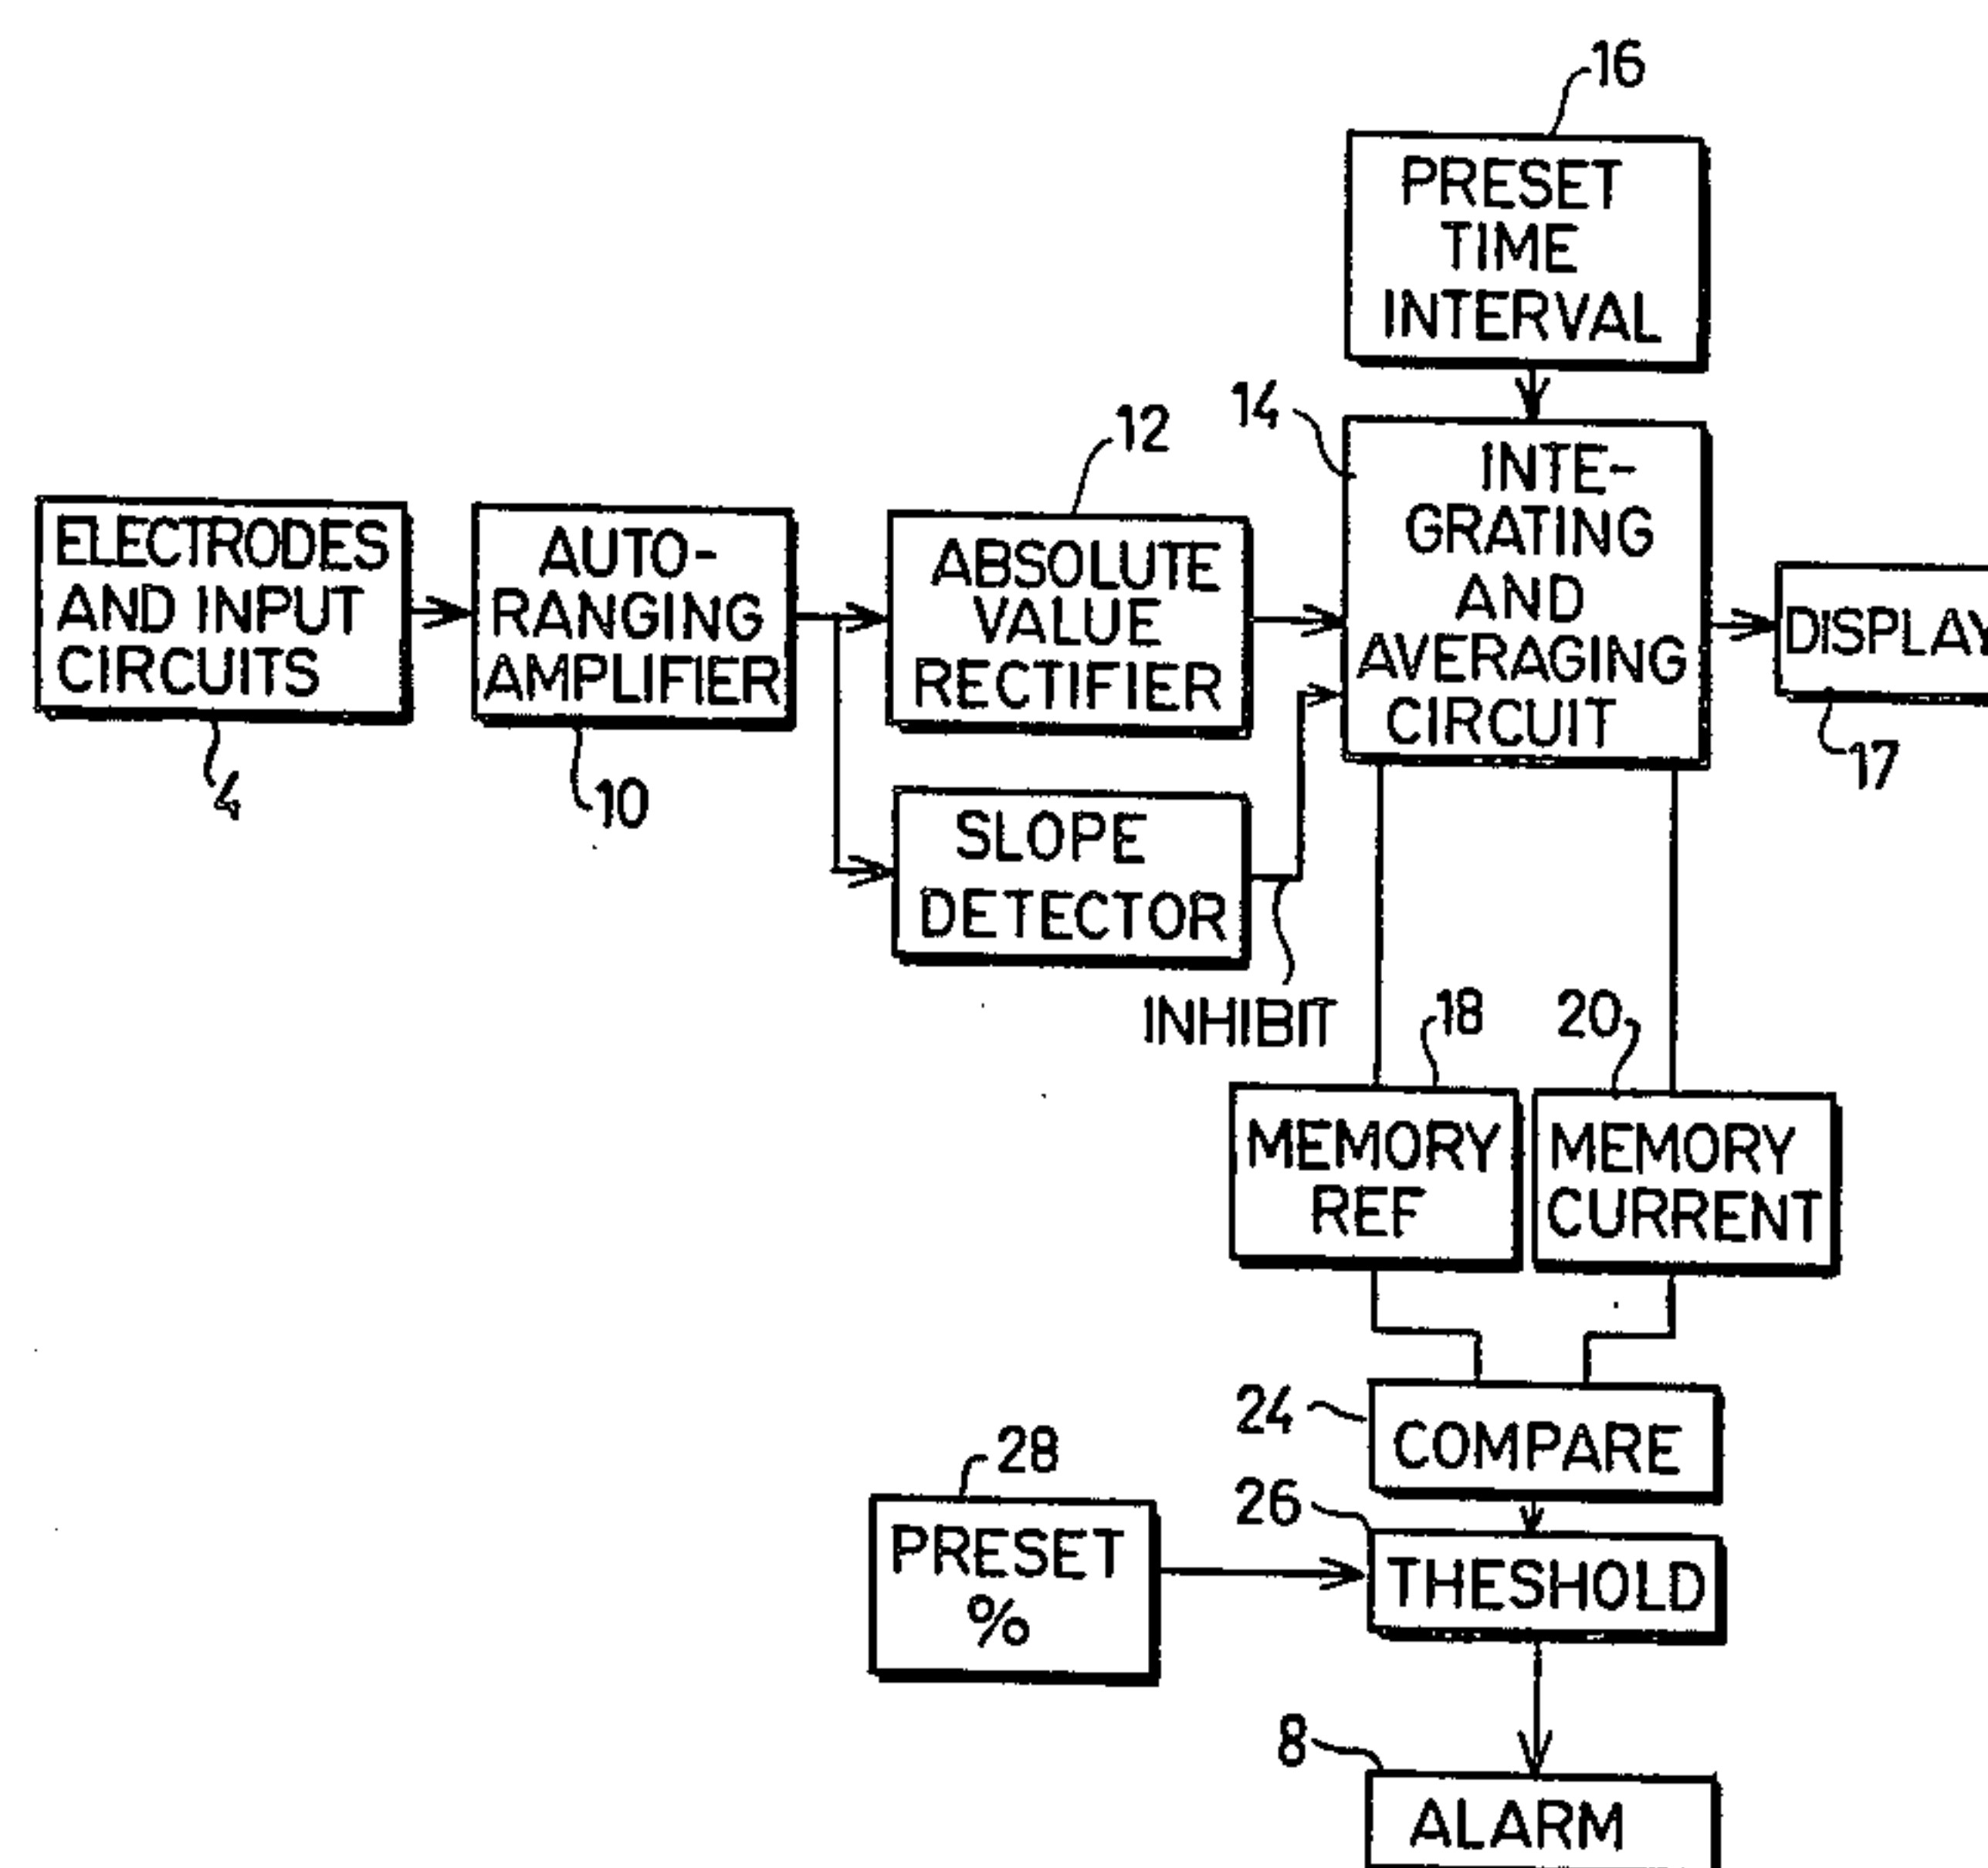 16
PRESET
TIME
INTERVAL
14
12
INTE-
GRATING
AND
AVERAGING
CIRCUIT
ELECTRODES
AND INPUT
CIRCUITS
4
AUTO-
RANGING
AMPLIFIER
10
ABSOLUTE
VALUE
RECTIFIER
DISPLAY
17
SLOPE
DETECTOR
INHIBIT
18
20
MEMORY
REF
MEMORY
CURRENT
24
COMPARE
28
26
PRESET
%
THESHOLD
8
ALARM